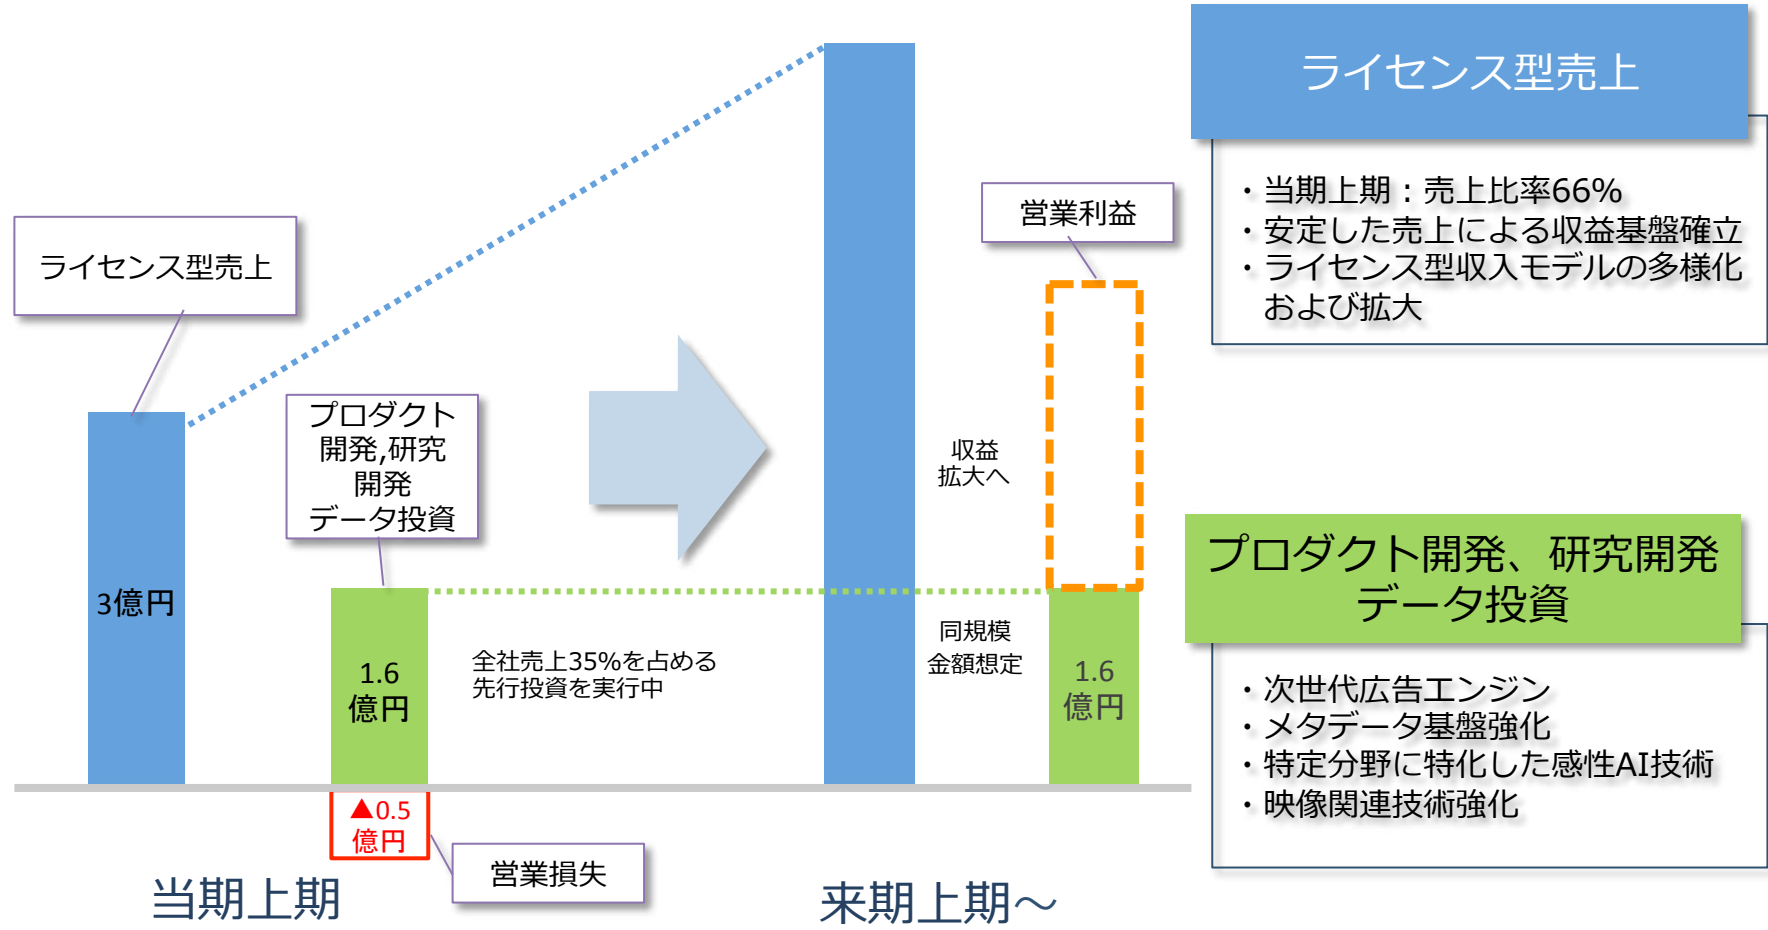 ライセンス型売上
3億円
プロダクト
開発,研究
開発
データ投資
1.6
億円
全社売上35%を占める
先行投資を実行中
▲0.5
億円
営業損失
当期上期
営業利益
収益
拡大へ
同規模
金額想定
1.6
億円
来期上期～
ライセンス型売上
・当期上期：売上比率66%
・安定した売上による収益基盤確立
・ライセンス型収入モデルの多様化
および拡大
プロダクト開発、研究開発
データ投資
・次世代広告エンジン
・メタデータ基盤強化
・特定分野に特化した感性AI技術
・映像関連技術強化